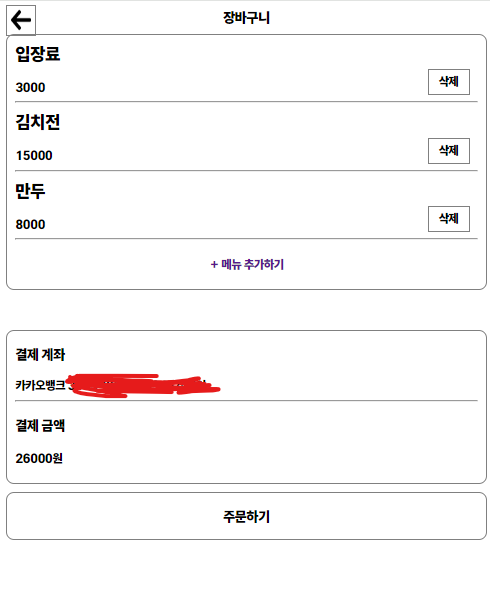 장바구니
입장료
3000
삭제
김치전
15000
삭제
만두
8000
삭제
+ 메뉴 추가하기
결제 계좌
카카오뱅크
결제 금액
26000원
주문하기